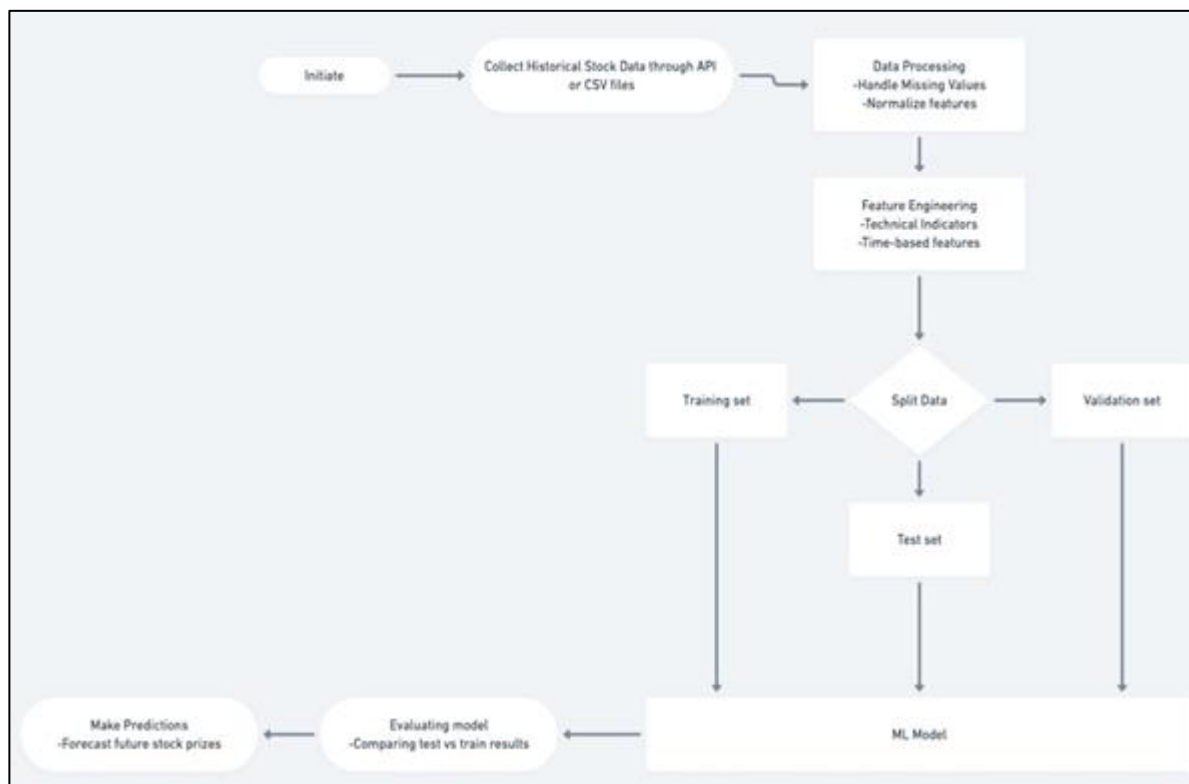 Initiate
Collect Historical Stock Data through API
or CSV files
Data Processing
-Handle Missing Values
-Normalize features
Feature Engineering
-Technical Indicators
-Time-based features
Training set
Split Data
Validation set
Test set
Make Predictions
-Forecast future stock prizes
Evaluating model
-Comparing test vs train results
ML Model